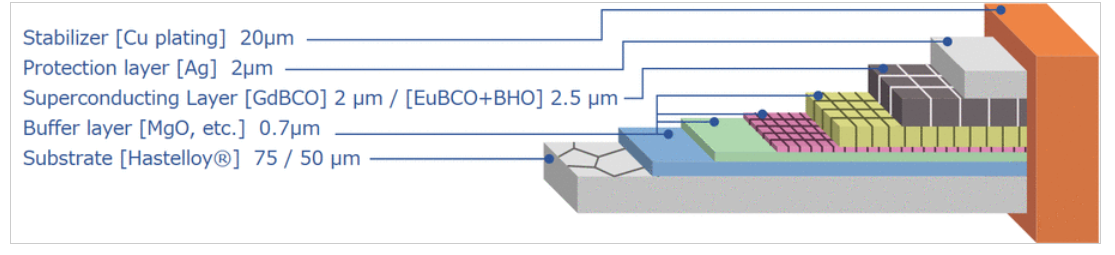 Stabilizer [Cu plating] 20μm
Protection layer [Ag] 2μm
Superconducting Layer [GdBCO] 2 μm / [EuBCO+BHO] 2.5 μm
Buffer layer [MgO, etc.] 0.7μm
Substrate [Hastelloy®] 75 / 50 μm